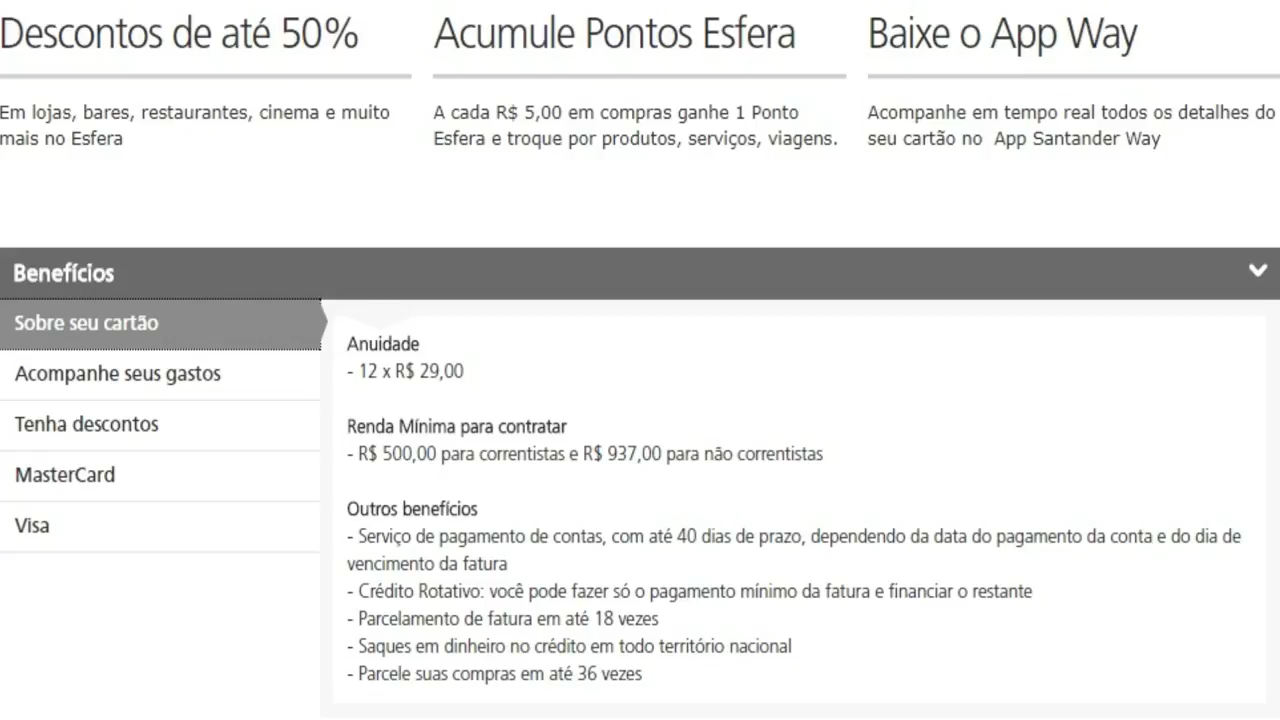 Descontos de até 50%
Em lojas, bares, restaurantes, cinema e muito
mais no Esfera
Acumule Pontos Esfera
A cada R$ 5,00 em compras ganhe 1 Ponto
Esfera e troque por produtos, serviços, viagens.
Baixe o App Way
Acompanhe em tempo real todos os detalhes do
seu cartão no App Santander Way
Benefícios
Sobre seu cartão
Acompanhe seus gastos
Tenha descontos
MasterCard
Visa
Anuidade
- 12 x R$ 29,00
Renda Mínima para contratar
- R$ 500,00 para correntistas e R$ 937,00 para não correntistas
Outros benefícios
- Serviço de pagamento de contas, com até 40 dias de prazo, dependendo da data do pagamento da conta e do dia de
vencimento da fatura
- Crédito Rotativo: você pode fazer só o pagamento mínimo da fatura e financiar o restante
- Parcelamento de fatura em até 18 vezes
- Saques em dinheiro no crédito em todo território nacional
- Parcele suas compras em até 36 vezes